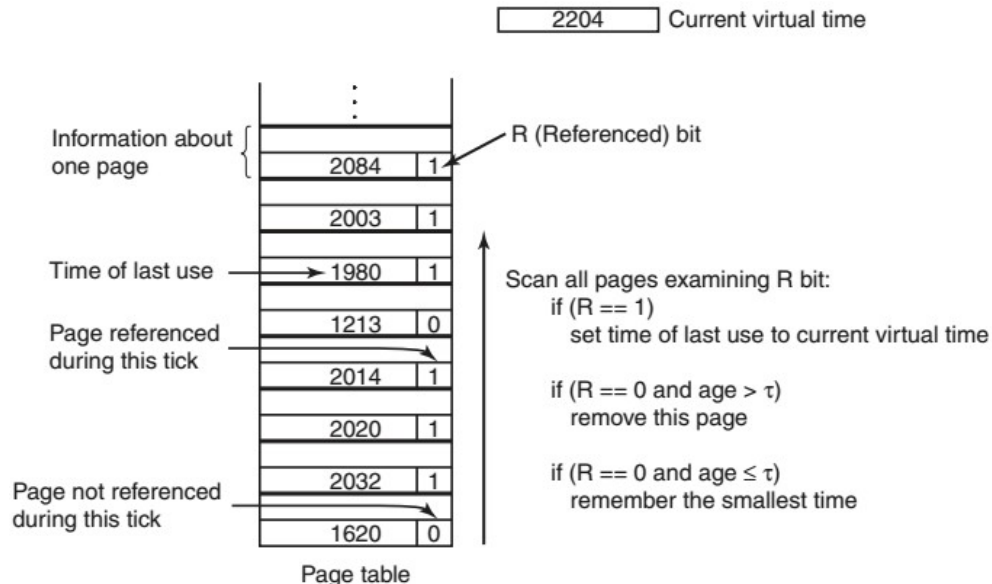 2204 Current virtual time
Information about
one page
R (Referenced) bit
2084 1
2003 1
Time of last use
1980 1
1213 0
Page referenced
during this tick
2014 1
2020 1
2032 1
Page not referenced
during this tick
1620 0
Page table
Scan all pages examining R bit:
if (R == 1)
set time of last use to current virtual time
if (R == 0 and age > τ)
remove this page
if (R == 0 and age ≤ τ)
remember the smallest time